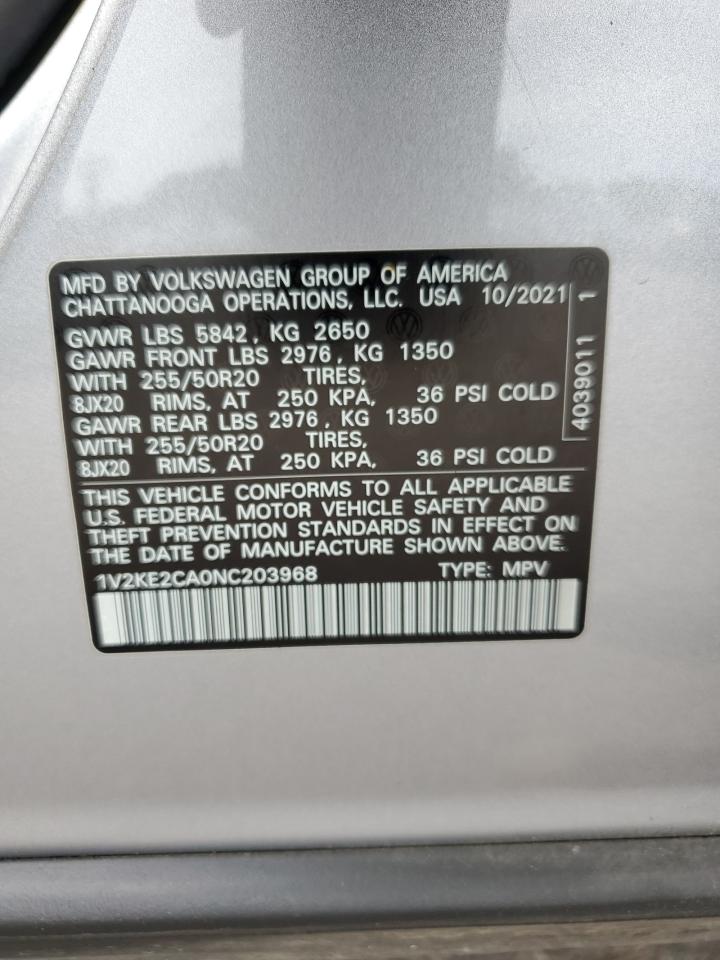 MFD BY VOLKSWAGEN GROUP OF AMERICA
CHATTANOOGA OPERATIONS, LLC. USA 10/2021
GVWR LBS 5842, KG 2650
GAWR FRONT LBS 2976, KG 1350
WITH 255/50R20 TIRES,
8JX20 RIMS, AT 250 KPA, 36 PSI COLD
GAWR REAR LBS 2976, KG 1350
WITH 255/50R20 TIRES,
8JX20 RIMS, AT 250 KPA, 36 PSI COLD
4039011 1
THIS VEHICLE CONFORMS TO ALL APPLICABLE
U.S. FEDERAL MOTOR VEHICLE SAFETY AND
THEFT PREVENTION STANDARDS IN EFFECT ON
THE DATE OF MANUFACTURE SHOWN ABOVE.
1V2KE2CA0NC203968 TYPE: MPV